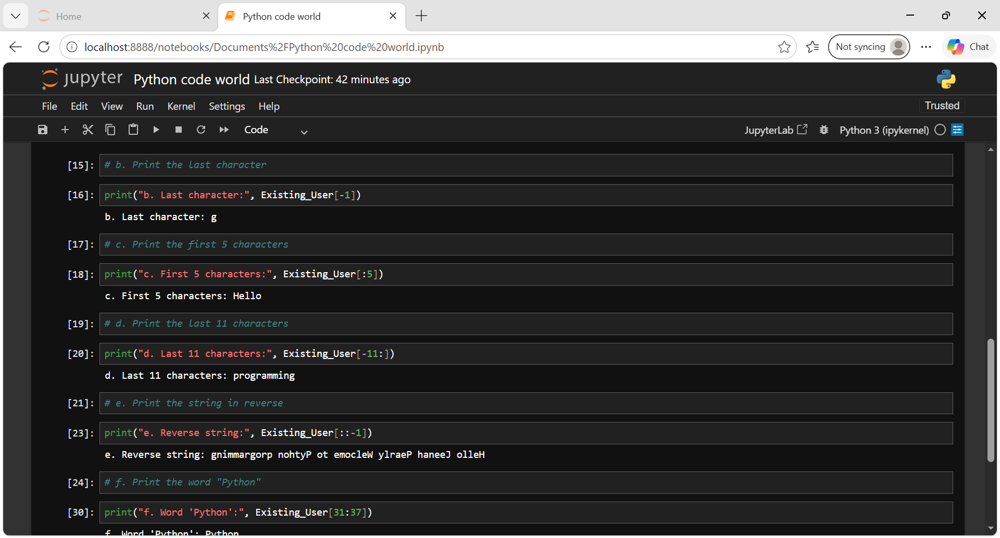 Home
Python code world
localhost:8888/notebooks/Documents%2FPython%20code%20world.ipynb
Not syncing
Chat
jupyter Python code world Last Checkpoint: 42 minutes ago
File Edit View Run Kernel Settings Help
Trusted
Code
JupyterLab
Python 3 (ipykernel)
[15]: # b. Print the last character
[16]: print("b. Last character:", Existing_User[-1])
b. Last character: g
[17]: # c. Print the first 5 characters
[18]: print("c. First 5 characters:", Existing_User[:5])
c. First 5 characters: Hello
[19]: # d. Print the last 11 characters
[20]: print("d. Last 11 characters:", Existing_User[-11:])
d. Last 11 characters: programming
[21]: # e. Print the string in reverse
[23]: print("e. Reverse string:", Existing_User[::-1])
e. Reverse string: gnimmargorp nohtyP ot emocleW ylraeP haneeJ olleH
[24]: # f. Print the word "Python"
[30]: print("f. Word 'Python':", Existing_User[31:37])
f. Word 'Python': Python